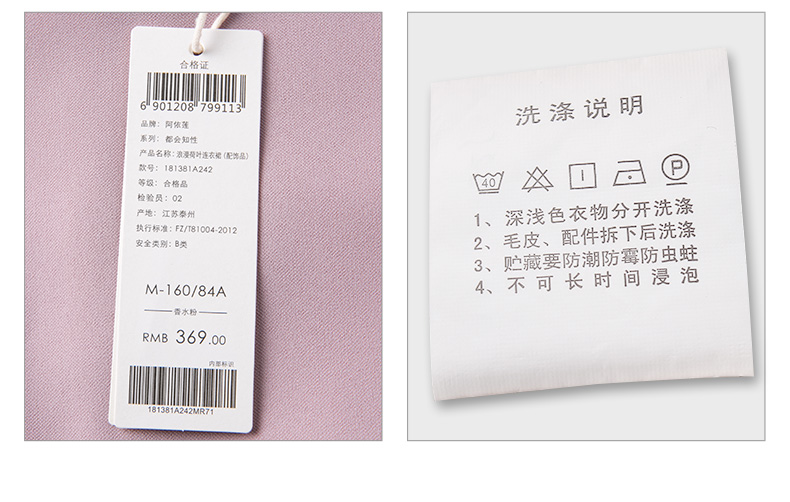 合格证
6 901208 799113
品牌: 阿依莲
系列: 都会知性
产品名称: 浪漫荷叶连衣裙(配饰品)
款号: 181381A242
等级: 合格品
检验员: 02
产地: 江苏泰州
执行标准: FZ/T81004-2012
安全类别: B类
M-160/84A
香水粉
RMB 369.00
内部标识
181381A242MR71
洗涤说明
40 P
1、深浅色衣物分开洗涤
2、毛皮、配件拆下后洗涤
3、贮藏要防潮防霉防虫蛀
4、不可长时间浸泡